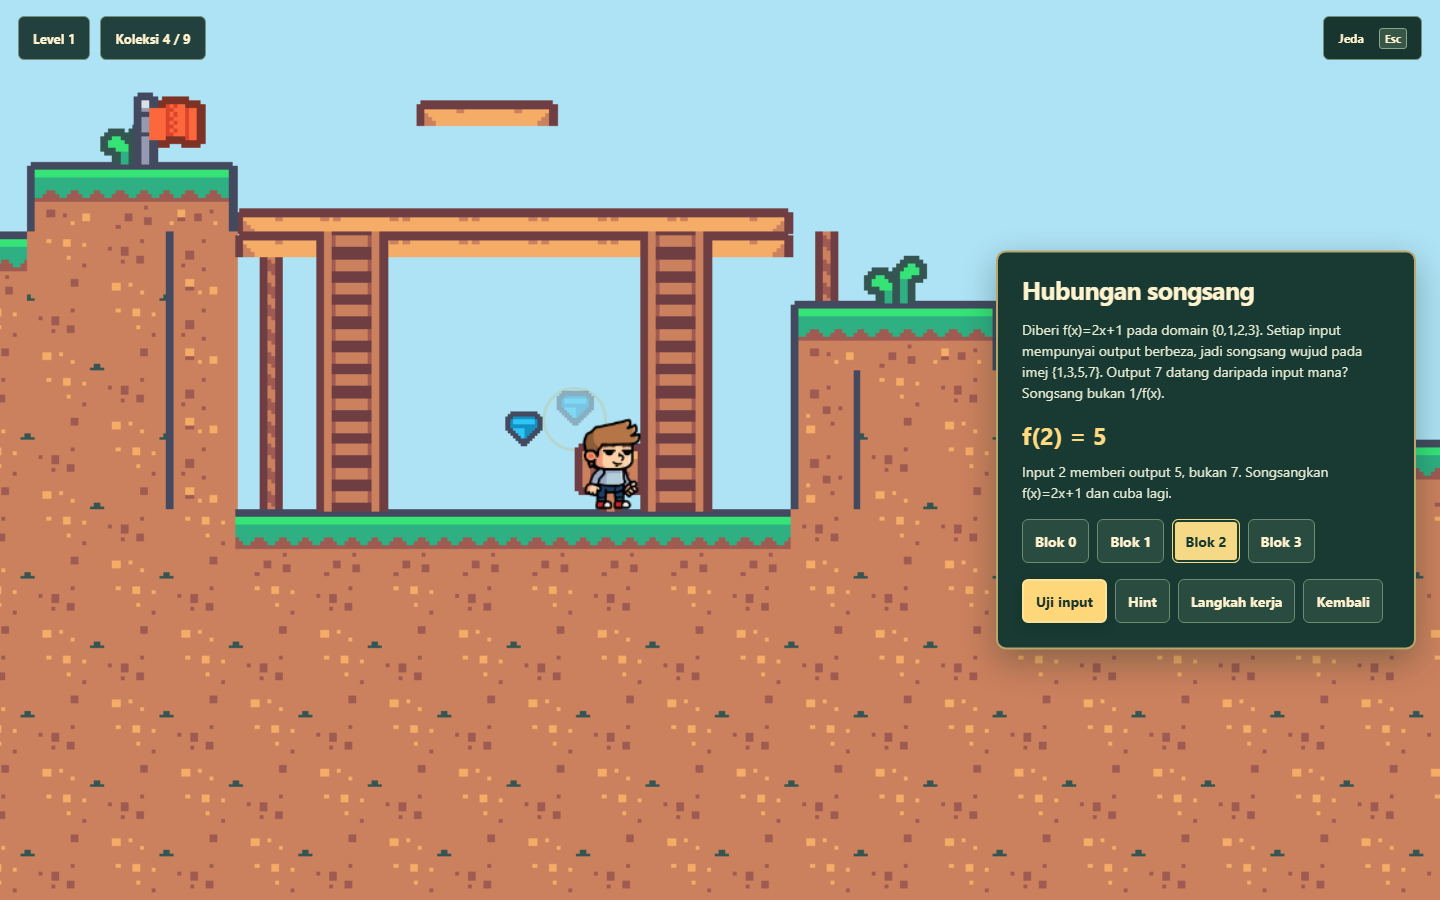 Level 1
Koleksi 4 / 9
Jeda Esc
Hubungan songsang
Diberi f(x)=2x+1 pada domain {0,1,2,3}. Setiap input
mempunyai output berbeza, jadi songsang wujud pada
imej {1,3,5,7}. Output 7 datang daripada input mana?
Songsang bukan 1/f(x).
f(2) = 5
Input 2 memberi output 5, bukan 7. Songsangkan
f(x)=2x+1 dan cuba lagi.
Blok 0
Blok 1
Blok 2
Blok 3
Uji input
Hint
Langkah kerja
Kembali